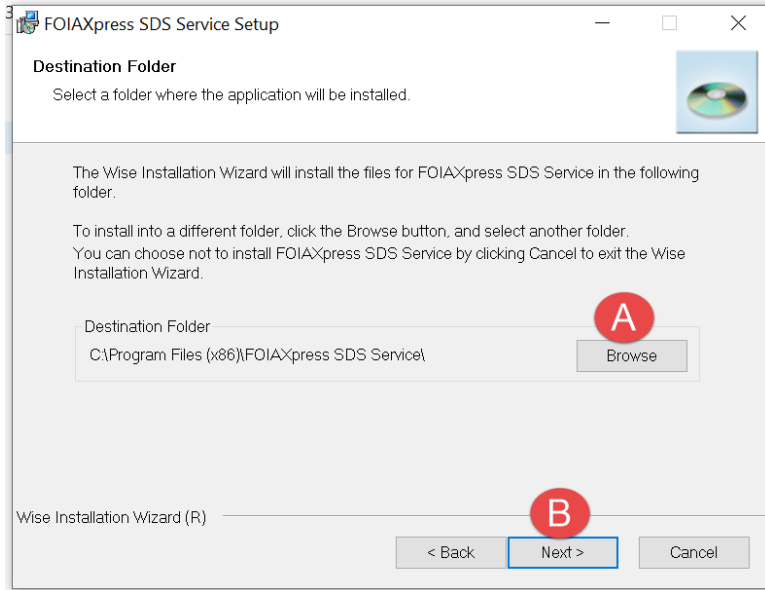 3
FOIAXpress SDS Service Setup
Destination Folder
Select a folder where the application will be installed.
The Wise Installation Wizard will install the files for FOIAXpress SDS Service in the following
folder.
To install into a different folder, click the Browse button, and select another folder.
You can choose not to install FOIAXpress SDS Service by clicking Cancel to exit the Wise
Installation Wizard.
Destination Folder
A
C:\Program Files (x86)\FOIAXpress SDS Service\
Browse
Wise Installation Wizard (R)
B
< Back
Next >
Cancel